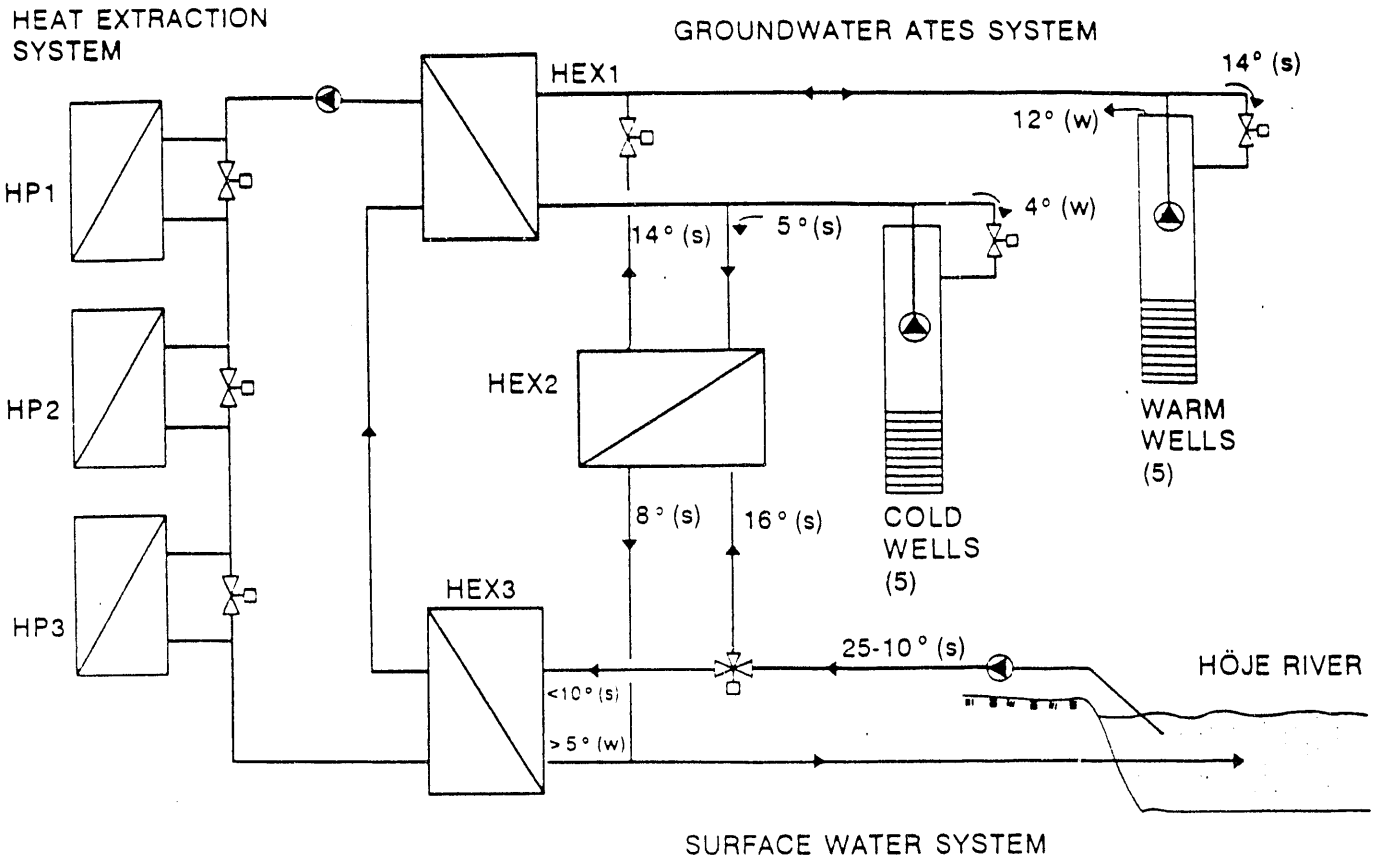 HEAT EXTRACTION
SYSTEM
GROUNDWATER ATES SYSTEM
HEX1
14° (s)
12° (w)
HP1
4° (w)
14° (s)
5° (s)
HEX2
HP2
WARM
WELLS
(5)
8° (s)
16° (s)
COLD
WELLS
(5)
HEX3
HP3
25-10° (s)
HÖJE RIVER
<10° (s)
>5° (w)
SURFACE WATER SYSTEM